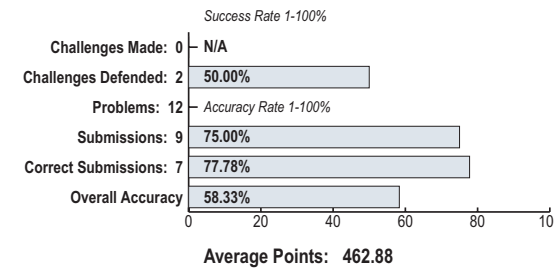 Success Rate 1-100%
Challenges Made: 0 N/A
Challenges Defended: 2 50.00%
Problems: 12 Accuracy Rate 1-100%
Submissions: 9 75.00%
Correct Submissions: 7 77.78%
Overall Accuracy 58.33%
0 20 40 60 80 10
Average Points: 462.88